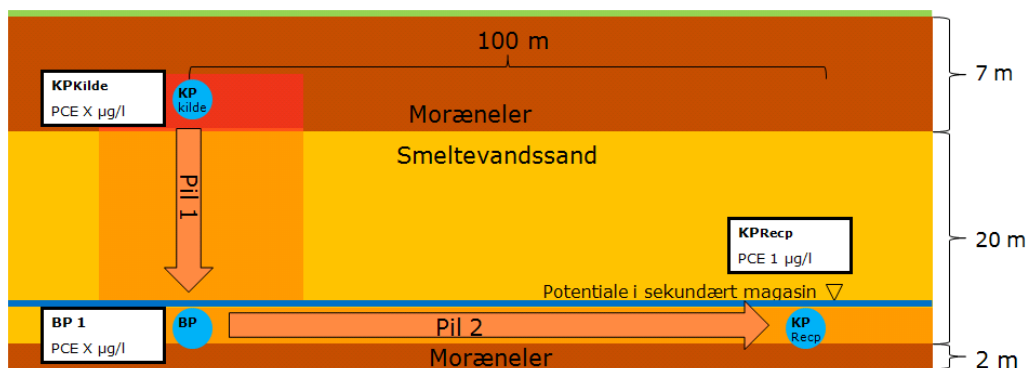 100 m
7 m
KPKilde
PCE X µg/l
KP
kilde
Moræneler
Smeltevandssand
Pil 1
KPRecp
PCE 1 µg/l
20 m
Potentiale i sekundært magasin
BP 1
PCE X µg/l
BP
Pil 2
KP
Recp
Moræneler
2 m